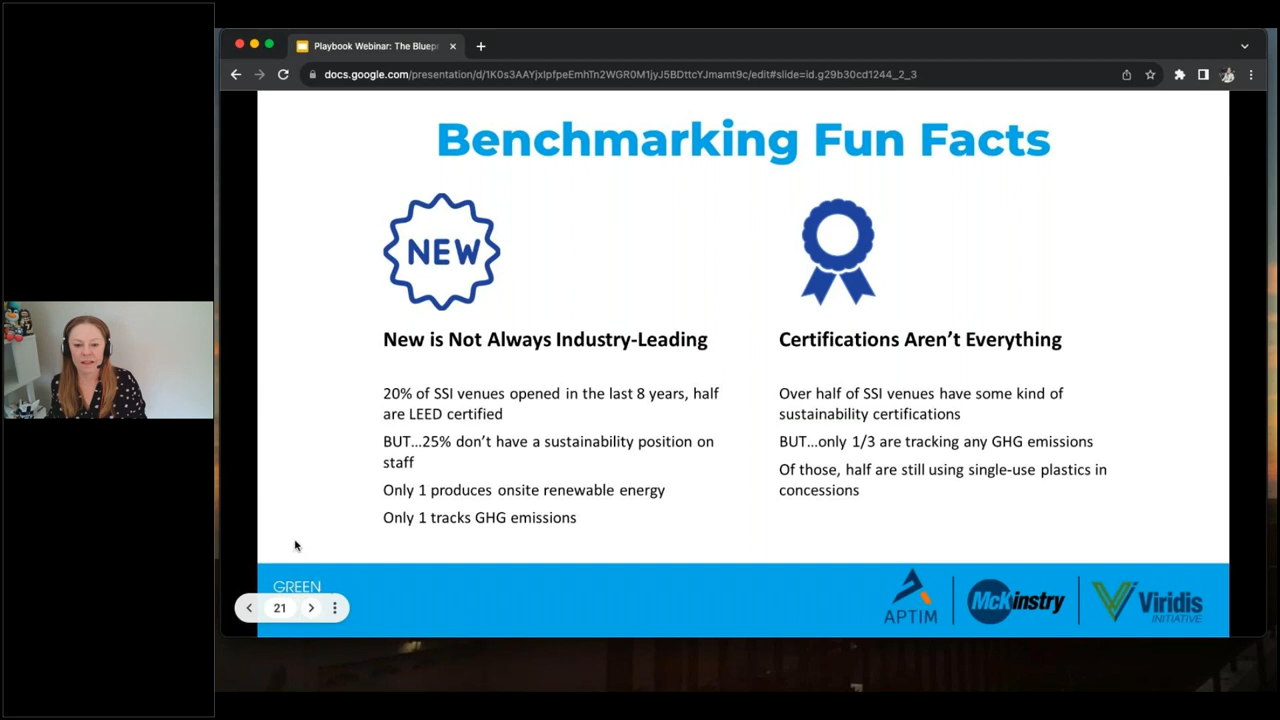 Playbook Webinar: The Bluepr
docs.google.com/presentation/d/1K0s3AAYjxIpfpeEmhTn2WGR0M1jyJ5BDttcYJmamt9c/edit#slide=id.g29b30cd1244_2_3
Benchmarking Fun Facts
NEW
New is Not Always Industry-Leading
20% of SSI venues opened in the last 8 years, half
are LEED certified
BUT...25% don't have a sustainability position on
staff
Only 1 produces onsite renewable energy
Only 1 tracks GHG emissions
Certifications Aren't Everything
Over half of SSI venues have some kind of
sustainability certifications
BUT...only 1/3 are tracking any GHG emissions
Of those, half are still using single-use plastics in
concessions
GREEN
21
APTIM
McKinstry
Viridis
INITIATIVE